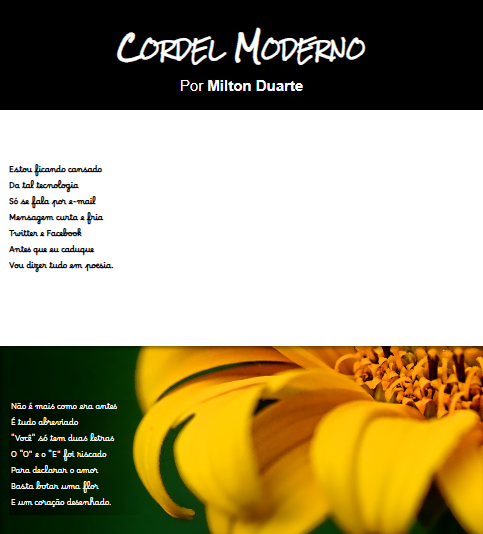 Cordel Moderno
Por Milton Duarte
Estou ficando cansado
Da tal tecnologia
Só se fala por e-mail
Mensagem curta e fria
Twitter e Facebook
Antes que eu caduque
Vou dizer tudo em poesia.
Não é mais como era antes
É tudo abreviado
"Você" só tem duas letras
O "O" e o "E" foi riscado
Para declarar o amor
Basta botar uma flor
E um coração desenhado.